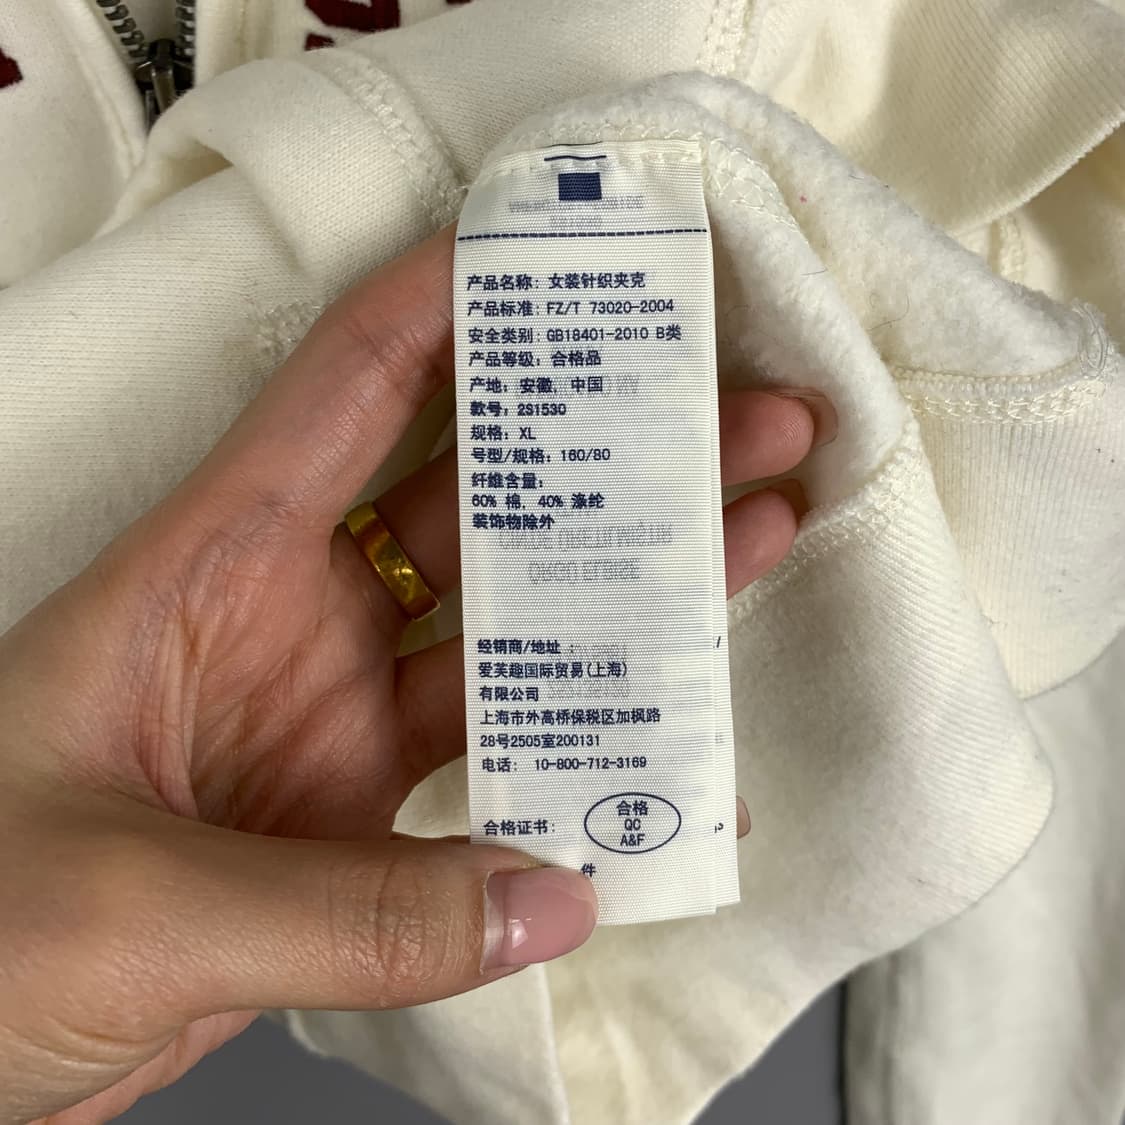 产品名称: 女装针织夹克
产品标准: FZ/T 73020-2004
安全类别: GB18401-2010 B类
产品等级: 合格品
产地: 安徽, 中国
款号: 2S1530
规格: XL
号型/规格: 160/80
纤维含量:
60% 棉, 40% 涤纶
装饰物除外
经销商/地址 :
爱芙趣国际贸易(上海)
有限公司
上海市外高桥保税区加枫路
28号2505室200131
电话: 10-800-712-3169
合格证书:
合格
QC
A&F
件